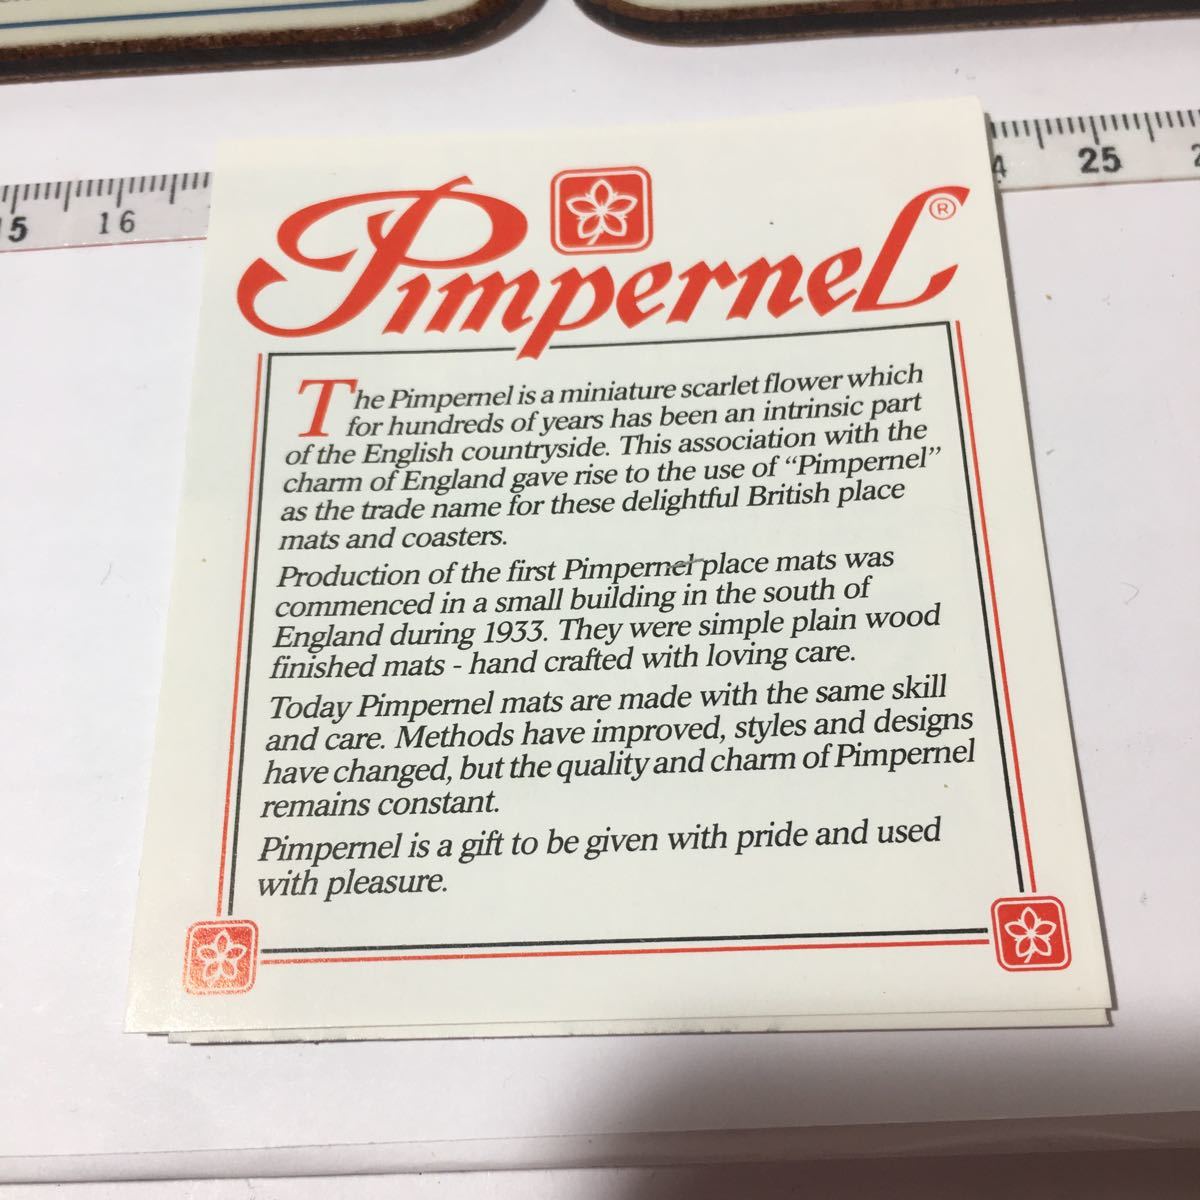 15 16 25
Pimpernel®
The Pimpernel is a miniature scarlet flower which
for hundreds of years has been an intrinsic part
of the English countryside. This association with the
charm of England gave rise to the use of “Pimpernel”
as the trade name for these delightful British place
mats and coasters.
Production of the first Pimpernel place mats was
commenced in a small building in the south of
England during 1933. They were simple plain wood
finished mats - hand crafted with loving care.
Today Pimpernel mats are made with the same skill
and care. Methods have improved, styles and designs
have changed, but the quality and charm of Pimpernel
remains constant.
Pimpernel is a gift to be given with pride and used
with pleasure.